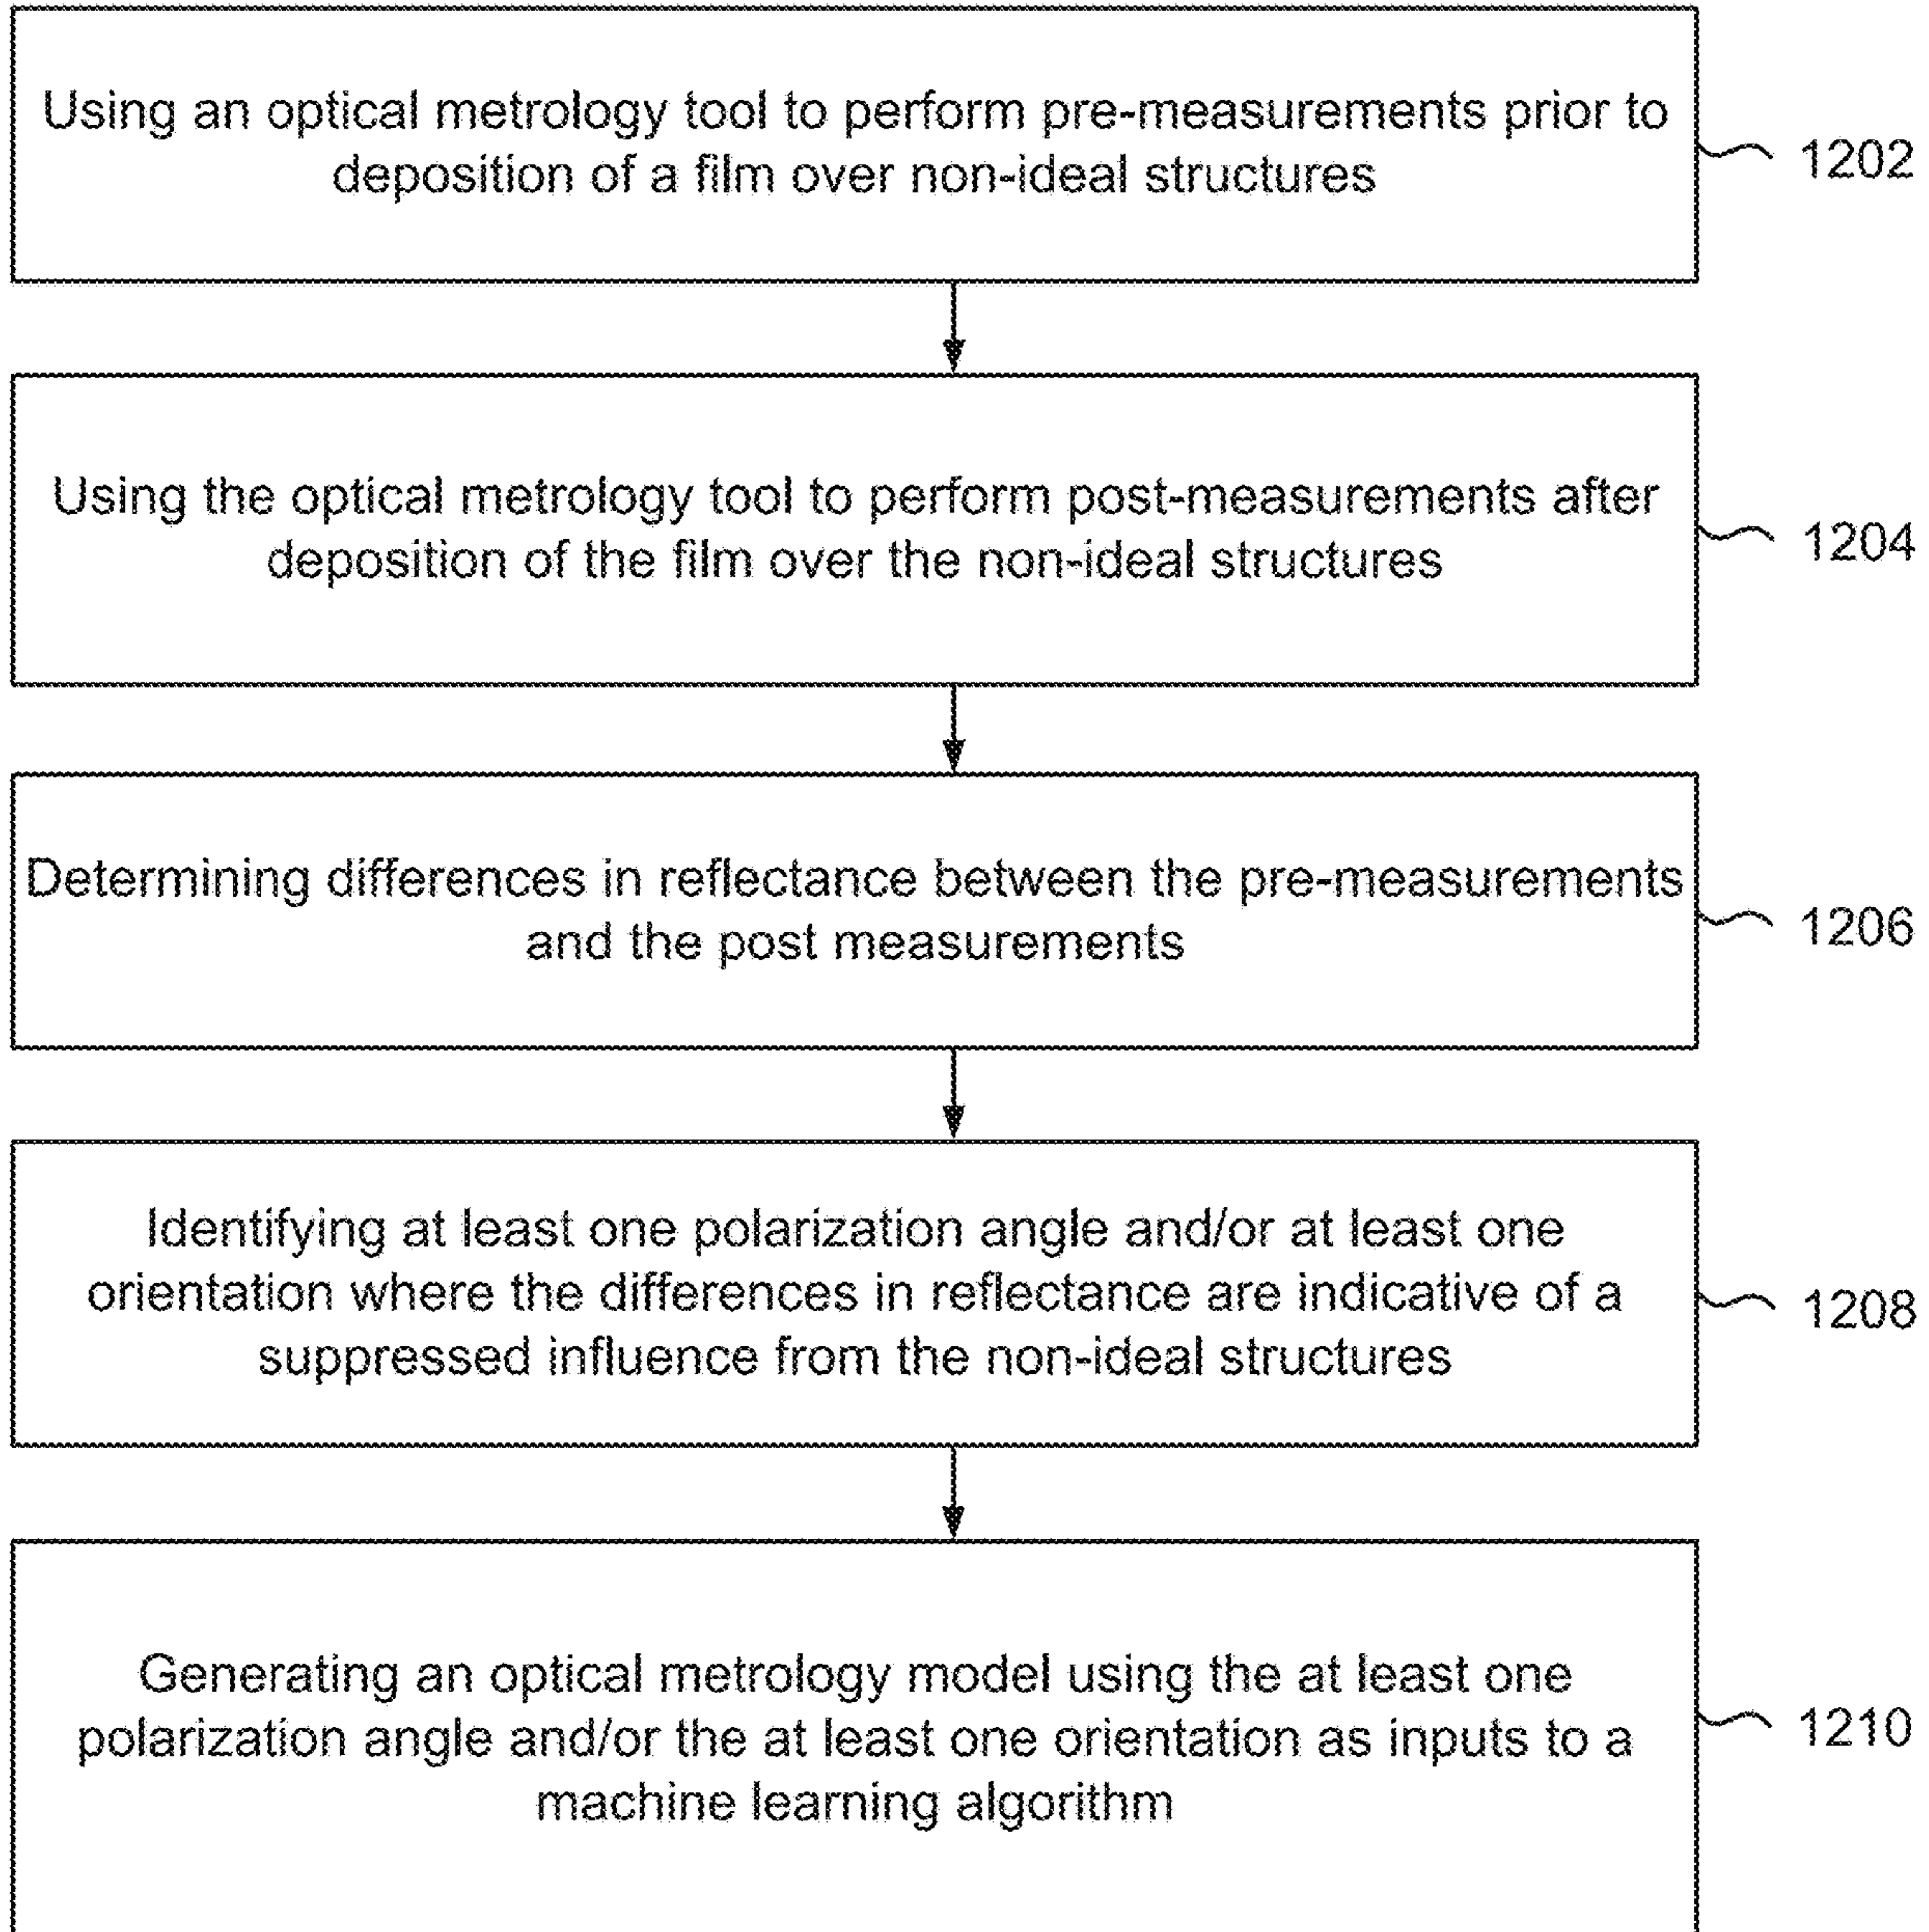 Using an optical metrology tool to perform pre-measurements prior to
deposition of a film over non-ideal structures
1202
Using the optical metrology tool to perform post-measurements after
deposition of the film over the non-ideal structures
1204
Determining differences in reflectance between the pre-measurements
and the post measurements
1206
Identifying at least one polarization angle and/or at least one
orientation where the differences in reflectance are indicative of a
suppressed influence from the non-ideal structures
1208
Generating an optical metrology model using the at least one
polarization angle and/or the at least one orientation as inputs to a
machine learning algorithm
1210